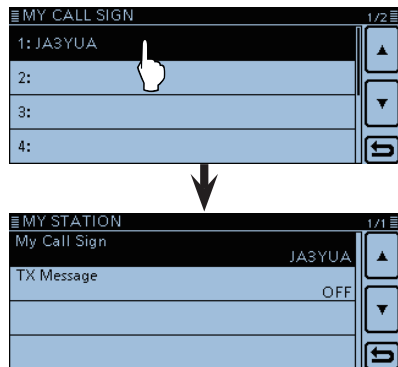 MY CALL SIGN 1/2
1: JA3YUA
2:
3:
4:
MY STATION 1/1
My Call Sign
JA3YUA
TX Message
OFF